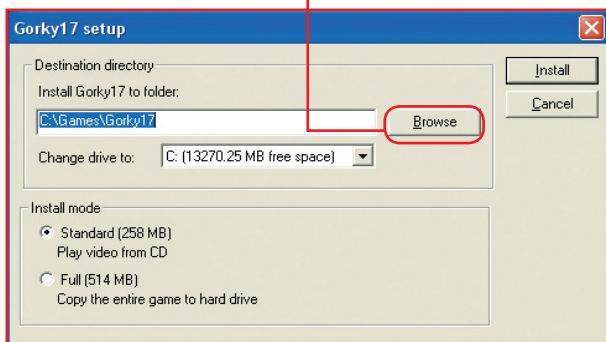 Gorky17 setup
Destination directory
Install Gorky17 to folder:
C:\Games\Gorky17
Browse
Change drive to:
C: (13270.25 MB free space)
Install
Cancel
Install mode
Standard (258 MB)
Play video from CD
Full (514 MB)
Copy the entire game to hard drive